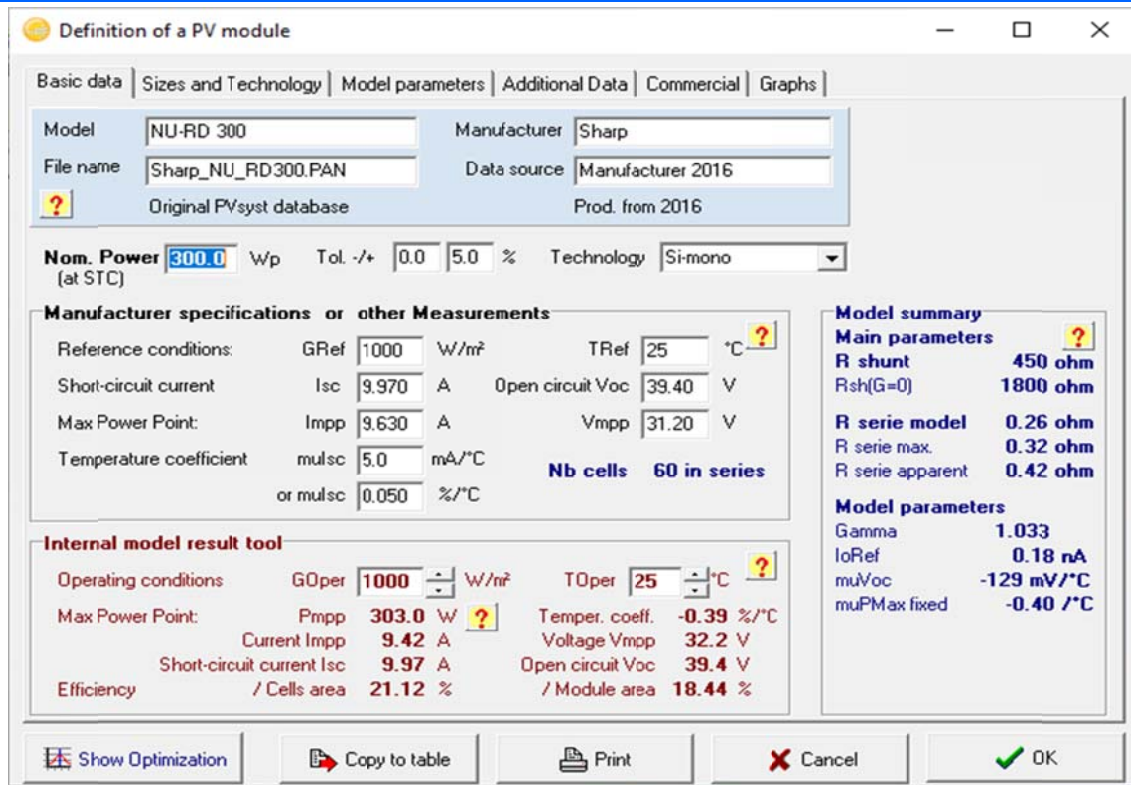 Definition of a PV module
Basic data Sizes and Technology Model parameters Additional Data Commercial Graphs
Model NU-RD 300 Manufacturer Sharp
File name Sharp_NU_RD300.PAN Data source Manufacturer 2016
? Original PVsyst database Prod. from 2016
Nom. Power 300.0 Wp Tol. -/+ 0.0 5.0 % Technology Si-mono
(at STC)
Manufacturer specifications or other Measurements
Reference conditions: GRef 1000 W/m² TRef 25 °C ?
Short-circuit current Isc 9.970 A Open circuit Voc 39.40 V
Max Power Point: Impp 9.630 A Vmpp 31.20 V
Temperature coefficient muIsc 5.0 mA/°C
Nb cells 60 in series
or muIsc 0.050 %/°C
Internal model result tool
Operating conditions GOper 1000 W/m² TOper 25 °C ?
Max Power Point: Pmpp 303.0 W ? Temper. coeff. -0.39 %/°C
Current Impp 9.42 A Voltage Vmpp 32.2 V
Short-circuit current Isc 9.97 A Open circuit Voc 39.4 V
Efficiency / Cells area 21.12 % / Module area 18.44 %
Model summary
Main parameters ?
R shunt 450 ohm
Rsh(G=0) 1800 ohm
R serie model 0.26 ohm
R serie max. 0.32 ohm
R serie apparent 0.42 ohm
Model parameters
Gamma 1.033
IoRef 0.18 nA
muVoc -129 mV/°C
muPMax fixed -0.40 /°C
Show Optimization Copy to table Print Cancel OK